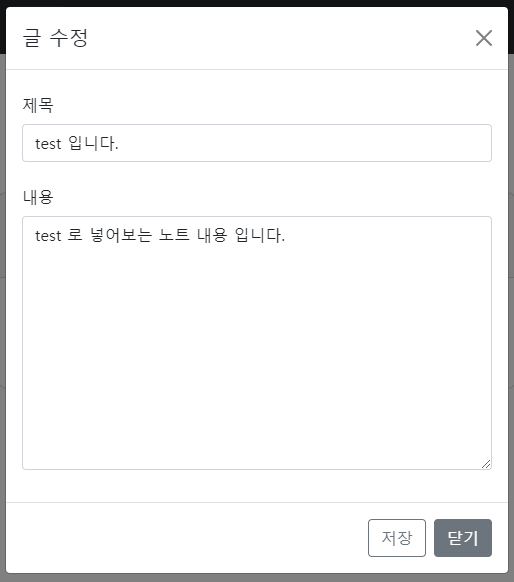 글 수정
제목
test 입니다.
내용
test 로 넣어보는 노트 내용 입니다.
저장 닫기